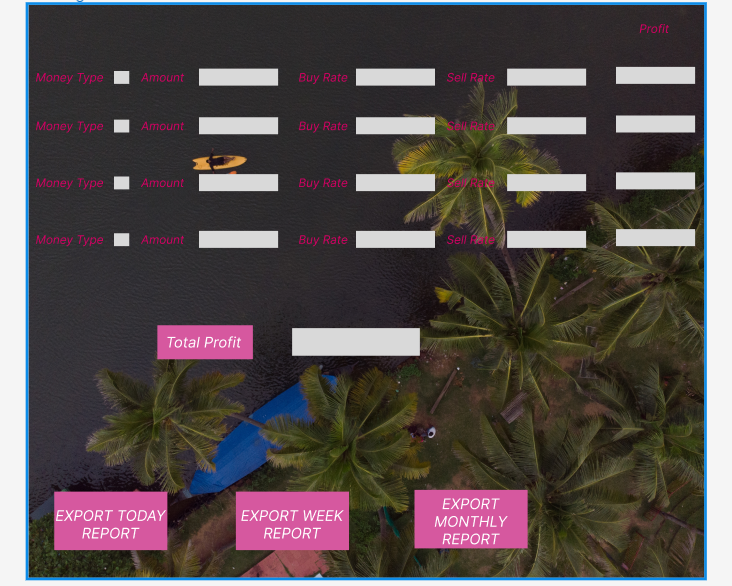 Profit
Money Type Amount Buy Rate Sell Rate
Money Type Amount Buy Rate Sell Rate
Money Type Amount Buy Rate Sell Rate
Money Type Amount Buy Rate Sell Rate
Total Profit
EXPORT TODAY
REPORT
EXPORT WEEK
REPORT
EXPORT
MONTHLY
REPORT